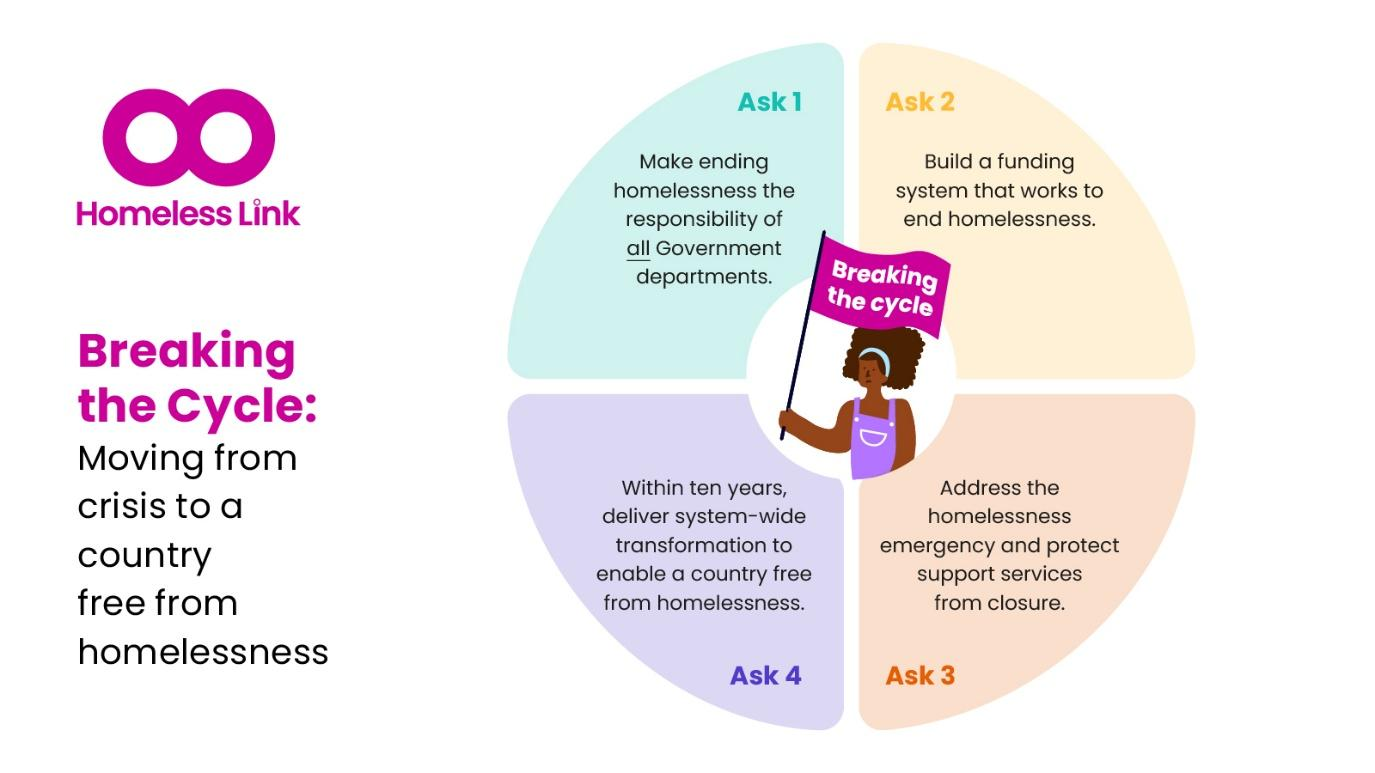 Homeless Link
Breaking
the Cycle:
Moving from
crisis to a
country
free from
homelessness
Ask 1
Make ending
homelessness the
responsibility of
all Government
departments.
Ask 2
Build a funding
system that works to
end homelessness.
Breaking
the cycle
Address the
homelessness
emergency and protect
support services
from closure.
Ask 3
Within ten years,
deliver system-wide
transformation to
enable a country free
from homelessness.
Ask 4